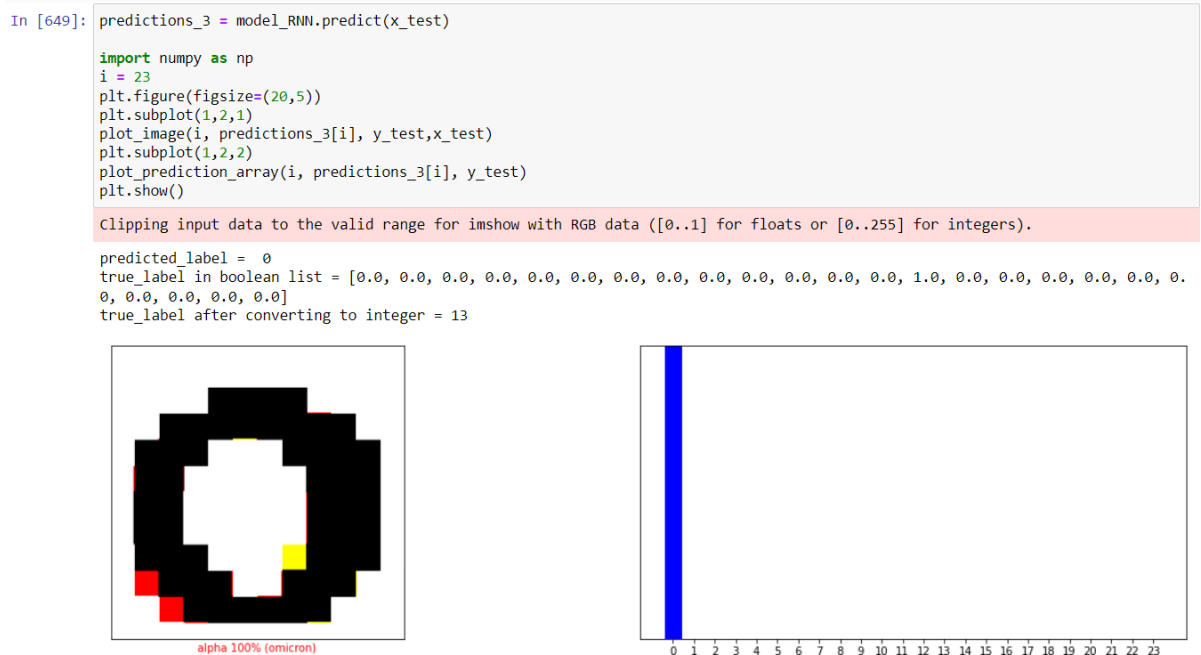 In [649]: predictions_3 = model_RNN.predict(x_test)
import numpy as np
i = 23
plt.figure(figsize=(20,5))
plt.subplot(1,2,1)
plot_image(i, predictions_3[i], y_test,x_test)
plt.subplot(1,2,2)
plot_prediction_array(i, predictions_3[i], y_test)
plt.show()
Clipping input data to the valid range for imshow with RGB data ([0..1] for floats or [0..255] for integers).
predicted_label =  0
true_label in boolean list = [0.0, 0.0, 0.0, 0.0, 0.0, 0.0, 0.0, 0.0, 0.0, 0.0, 0.0, 0.0, 0.0, 1.0, 0.0, 0.0, 0.0, 0.0, 0.0, 0.
0, 0.0, 0.0, 0.0, 0.0]
true_label after converting to integer = 13
alpha 100% (omicron)
0 1 2 3 4 5 6 7 8 9 10 11 12 13 14 15 16 17 18 19 20 21 22 23